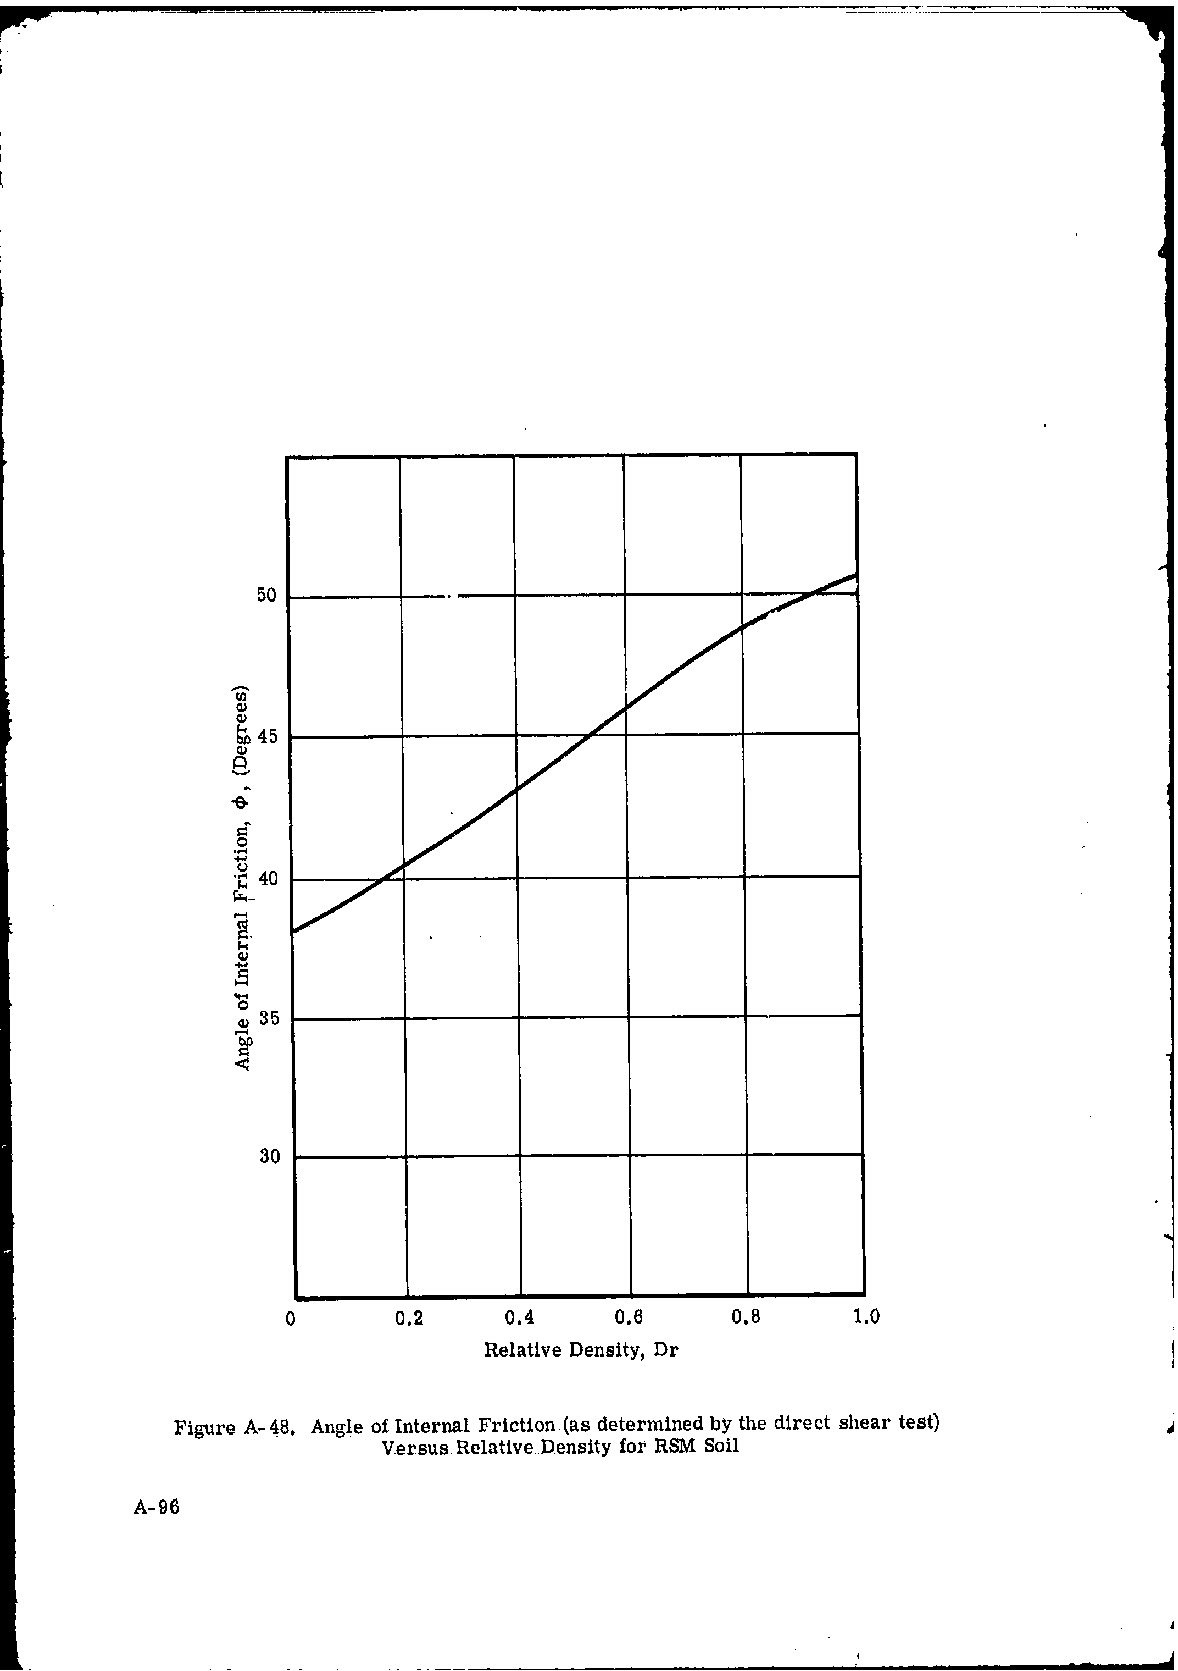 50
45
40
35
30
Angle of Internal Friction, Φ, (Degrees)
0 0.2 0.4 0.6 0.8 1.0
Relative Density, Dr
Figure A-48. Angle of Internal Friction (as determined by the direct shear test)
Versus Relative Density for RSM Soil
A-96